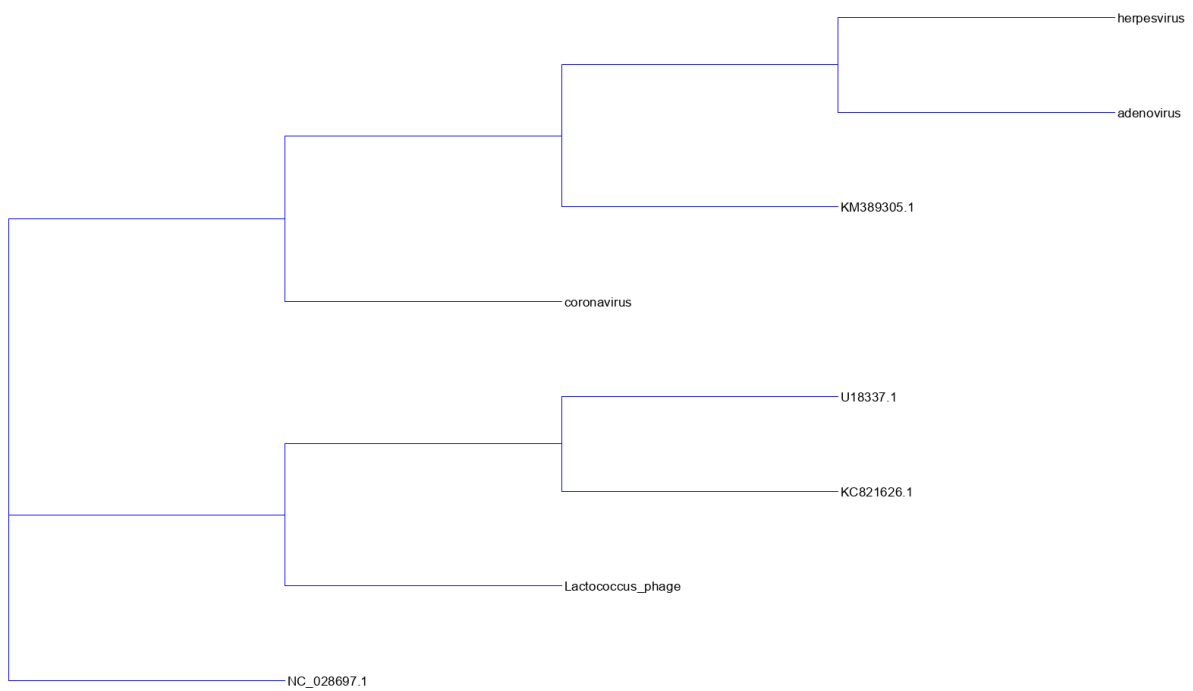 herpesvirus
adenovirus
KM389305.1
coronavirus
U18337.1
KC821626.1
Lactococcus_phage
NC_028697.1